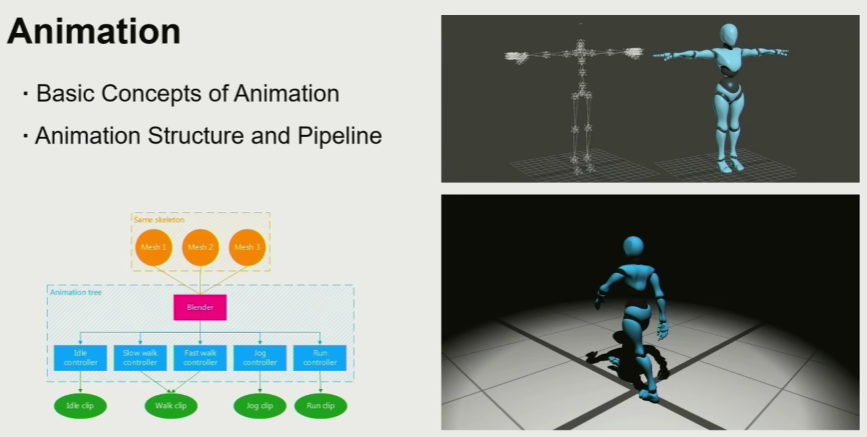 Animation
· Basic Concepts of Animation
· Animation Structure and Pipeline
Same skeleton
Mesh 1
Mesh 2
Mesh 3
Animation tree
Blender
Idle
controller
Slow walk
controller
Fast walk
controller
Jog
controller
Run
controller
Idle clip
Walk clip
Jog clip
Run clip